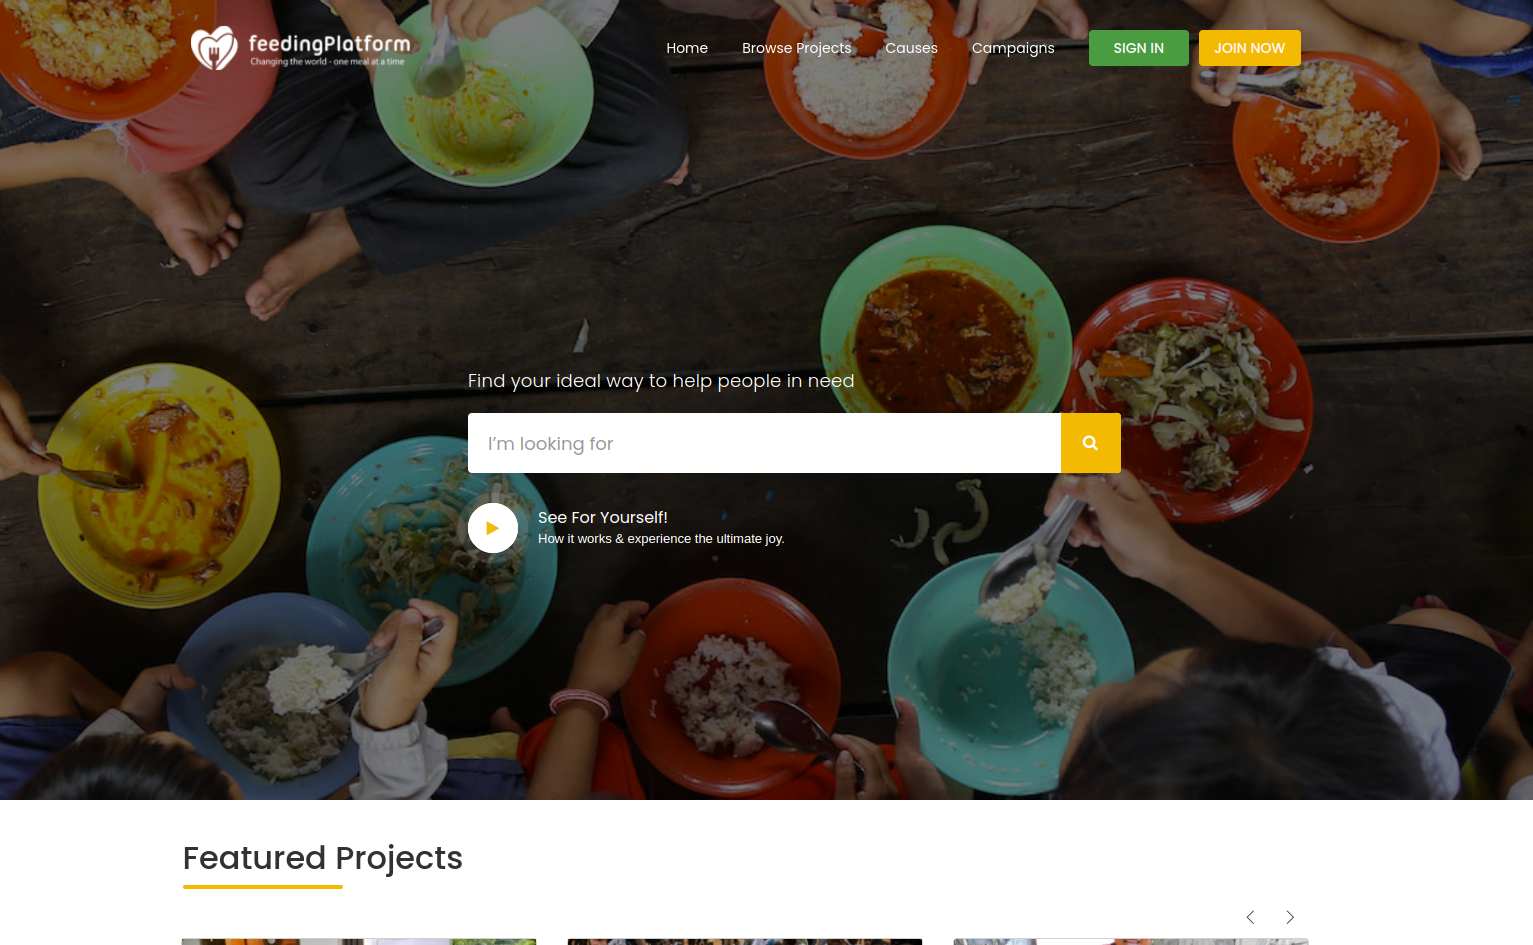 feedingPlatform
Changing the world - one meal at a time
Home Browse Projects Causes Campaigns SIGN IN JOIN NOW
Find your ideal way to help people in need
I'm looking for
See For Yourself!
How it works & experience the ultimate joy.
Featured Projects